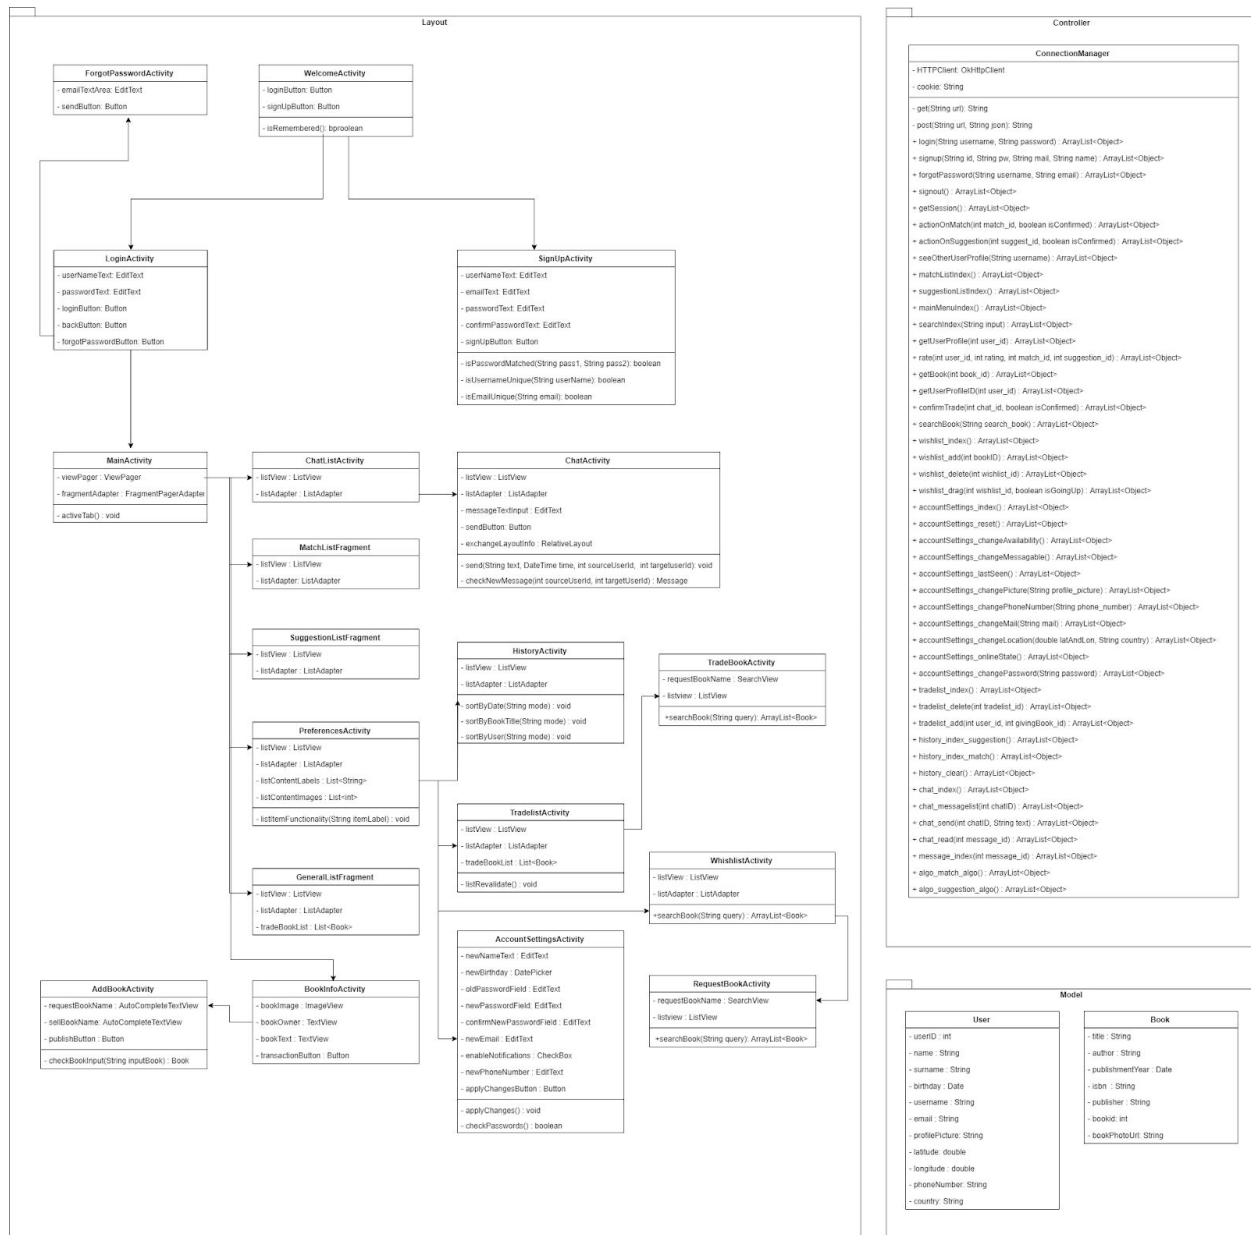 Layout
ForgotPasswordActivity
- emailTextArea: EditText
- sendButton: Button
WelcomeActivity
- loginButton: Button
- signUpButton: Button
- isRemembered(): bproolean
LoginActivity
- userNameText: EditText
- passwordText: EditText
- loginButton: Button
- backButton: Button
- forgotPasswordButton: Button
SignUpActivity
- userNameText: EditText
- emailText: EditText
- passwordText: EditText
- confirmPasswordText: EditText
- signUpButton: Button
- isPasswordMatched(String pass1, String pass2): boolean
- isUsernameUnique(String userName): boolean
- isEmailUnique(String email): boolean
MainActivity
- viewPager : ViewPager
- fragmentAdapter : FragmentPagerAdapter
- activeTab() : void
ChatListActivity
- listView : ListView
- listAdapter : ListAdapter
ChatActivity
- listView : ListView
- listAdapter : ListAdapter
- messageTextInput : EditText
- sendButton: Button
- exchangeLayoutInfo : RelativeLayout
- send(String text, DateTime time, int sourceUserId, int targetuserId): void
- checkNewMessage(int sourceUserId, int targetUserId) : Message
MatchListFragment
- listView : ListView
- listAdapter: ListAdapter
SuggestionListFragment
- listView : ListView
- listAdapter : ListAdapter
HistoryActivity
- listView : ListView
- listAdapter : ListAdapter
- sortByDate(String mode) : void
- sortByBookTitle(String mode) : void
- sortByUser(String mode) : void
TradeBookActivity
- requestBookName : SearchView
- listview : ListView
+searchBook(String query): ArrayList<Book>
PreferencesActivity
- listView : ListView
- listAdapter : ListAdapter
- listContentLabels : List<String>
- listContentImages : List<int>
- listItemFunctionality(String itemLabel) : void
TradelistActivity
- listView : ListView
- listAdapter : ListAdapter
- tradeBookList : List<Book>
- listRevalidate() : void
WhishlistActivity
- listView : ListView
- listAdapter : ListAdapter
+searchBook(String query) : ArrayList<Book>
GeneralListFragment
- listView : ListView
- listAdapter : ListAdapter
- tradeBookList : List<Book>
AccountSettingsActivity
- newNameText : EditText
- newBirthday : DatePicker
- oldPasswordField : EditText
- newPasswordField: EditText
- confirmNewPasswordField : EditText
- newEmail : EditText
- enableNotifications : CheckBox
- newPhoneNumber : EditText
- applyChangesButton : Button
- applyChanges() : void
- checkPasswords() : boolean
RequestBookActivity
- requestBookName : SearchView
- listview : ListView
+searchBook(String query): ArrayList<Book>
AddBookActivity
- requestBookName : AutoCompleteTextView
- sellBookName: AutoCompleteTextView
- publishButton : Button
- checkBookInput(String inputBook) : Book
BookInfoActivity
- bookImage : ImageView
- bookOwner : TextView
- bookText : TextView
- transactionButton : Button
Controller
ConnectionManager
- HTTPClient: OkHttpClient
- cookie: String
- get(String url): String
- post(String url, String json): String
+ login(String username, String password) : ArrayList<Object>
+ signup(String id, String pw, String mail, String name) : ArrayList<Object>
+ forgotPassword(String username, String email) : ArrayList<Object>
+ signout() : ArrayList<Object>
+ getSession() : ArrayList<Object>
+ actionOnMatch(int match_id, boolean isConfirmed) : ArrayList<Object>
+ actionOnSuggestion(int suggest_id, boolean isConfirmed) : ArrayList<Object>
+ seeOtherUserProfile(String username) : ArrayList<Object>
+ matchListIndex() : ArrayList<Object>
+ suggestionListIndex() : ArrayList<Object>
+ mainMenuIndex() : ArrayList<Object>
+ searchIndex(String input) : ArrayList<Object>
+ getUserProfile(int user_id) : ArrayList<Object>
+ rate(int user_id, int rating, int match_id, int suggestion_id) : ArrayList<Object>
+ getBook(int book_id) : ArrayList<Object>
+ getUserProfileID(int user_id) : ArrayList<Object>
+ confirmTrade(int chat_id, boolean isConfirmed) : ArrayList<Object>
+ searchBook(String search_book) : ArrayList<Object>
+ wishlist_index() : ArrayList<Object>
+ wishlist_add(int bookID) : ArrayList<Object>
+ wishlist_delete(int wishlist_id) : ArrayList<Object>
+ wishlist_drag(int wishlist_id, boolean isGoingUp) : ArrayList<Object>
+ accountSettings_index() : ArrayList<Object>
+ accountSettings_reset() : ArrayList<Object>
+ accountSettings_changeAvailability() : ArrayList<Object>
+ accountSettings_changeMessagable() : ArrayList<Object>
+ accountSettings_lastSeen() : ArrayList<Object>
+ accountSettings_changePicture(String profile_picture) : ArrayList<Object>
+ accountSettings_changePhoneNumber(String phone_number) : ArrayList<Object>
+ accountSettings_changeMail(String mail) : ArrayList<Object>
+ accountSettings_changeLocation(double latAndLon, String country) : ArrayList<Object>
+ accountSettings_onlineState() : ArrayList<Object>
+ accountSettings_changePassword(String password) : ArrayList<Object>
+ tradelist_index() : ArrayList<Object>
+ tradelist_delete(int tradelist_id) : ArrayList<Object>
+ tradelist_add(int user_id, int givingBook_id) : ArrayList<Object>
+ history_index_suggestion() : ArrayList<Object>
+ history_index_match() : ArrayList<Object>
+ history_clear() : ArrayList<Object>
+ chat_index() : ArrayList<Object>
+ chat_messagelist(int chatID) : ArrayList<Object>
+ chat_send(int chatID, String text) : ArrayList<Object>
+ chat_read(int message_id) : ArrayList<Object>
+ message_index(int message_id) : ArrayList<Object>
+ algo_match_algo() : ArrayList<Object>
+ algo_suggestion_algo() : ArrayList<Object>
Model
User
- userID : int
- name : String
- surname : String
- birthday : Date
- username : String
- email : String
- profilePicture: String
- latitude: double
- longitude : double
- phoneNumber: String
- country: String
Book
- title : String
- author : String
- publishmentYear : Date
- isbn : String
- publisher : String
- bookid: int
- bookPhotoUrl: String